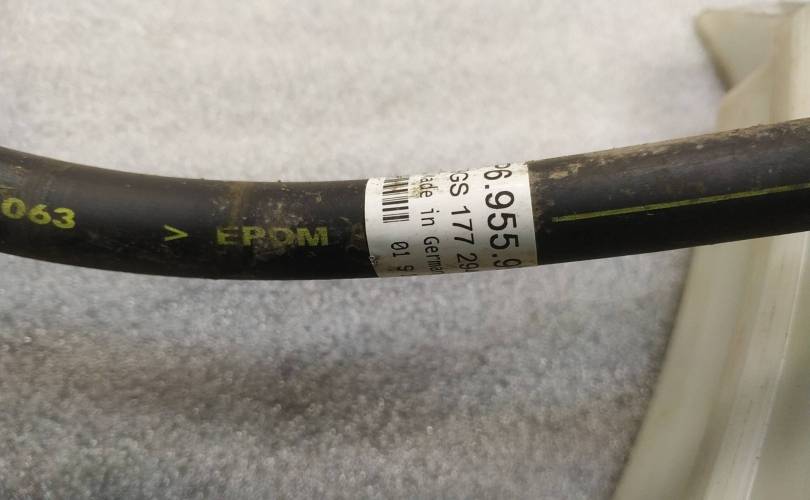 063
> EPDM
6.955.9
GS 177 29
ade in German
01 9